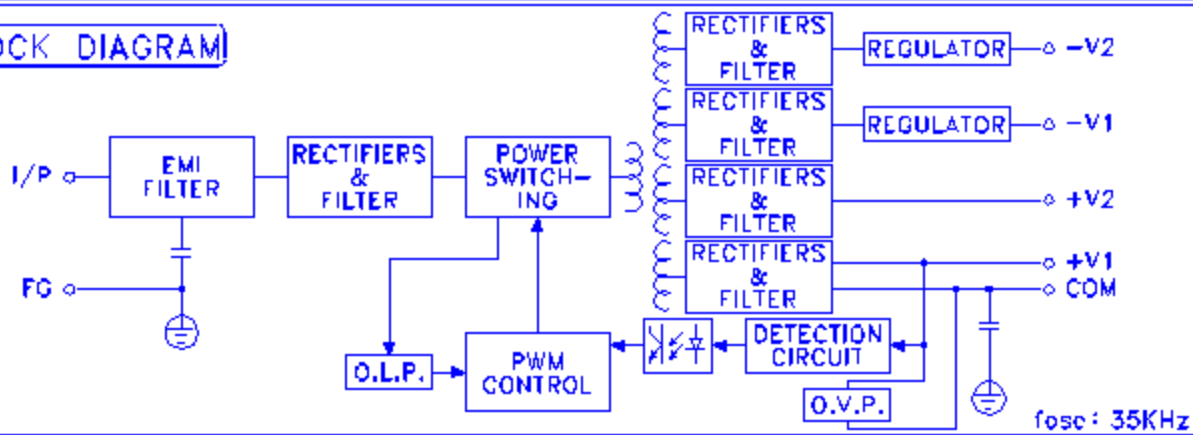 OCK DIAGRAM
RECTIFIERS
&
FILTER
REGULATOR
-V2
RECTIFIERS
&
FILTER
REGULATOR
-V1
I/P
EMI
FILTER
RECTIFIERS
&
FILTER
POWER
SWITCH-
ING
RECTIFIERS
&
FILTER
+V2
RECTIFIERS
&
FILTER
+V1
COM
FG
O.L.P.
PWM
CONTROL
DETECTION
CIRCUIT
O.V.P.
fosc: 35KHz